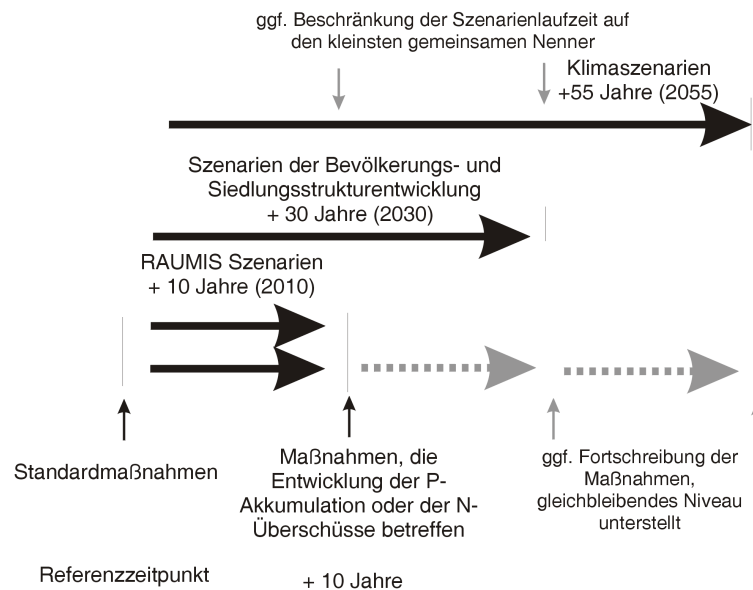 ggf. Beschränkung der Szenarienlaufzeit auf
den kleinsten gemeinsamen Nenner
Klimaszenarien
+55 Jahre (2055)
Szenarien der Bevölkerungs- und
Siedlungsstrukturentwicklung
+ 30 Jahre (2030)
RAUMIS Szenarien
+ 10 Jahre (2010)
Standardmaßnahmen
Maßnahmen, die
Entwicklung der P-
Akkumulation oder der N-
Überschüsse betreffen
ggf. Fortschreibung der
Maßnahmen,
gleichbleibendes Niveau
unterstellt
Referenzzeitpunkt
+ 10 Jahre